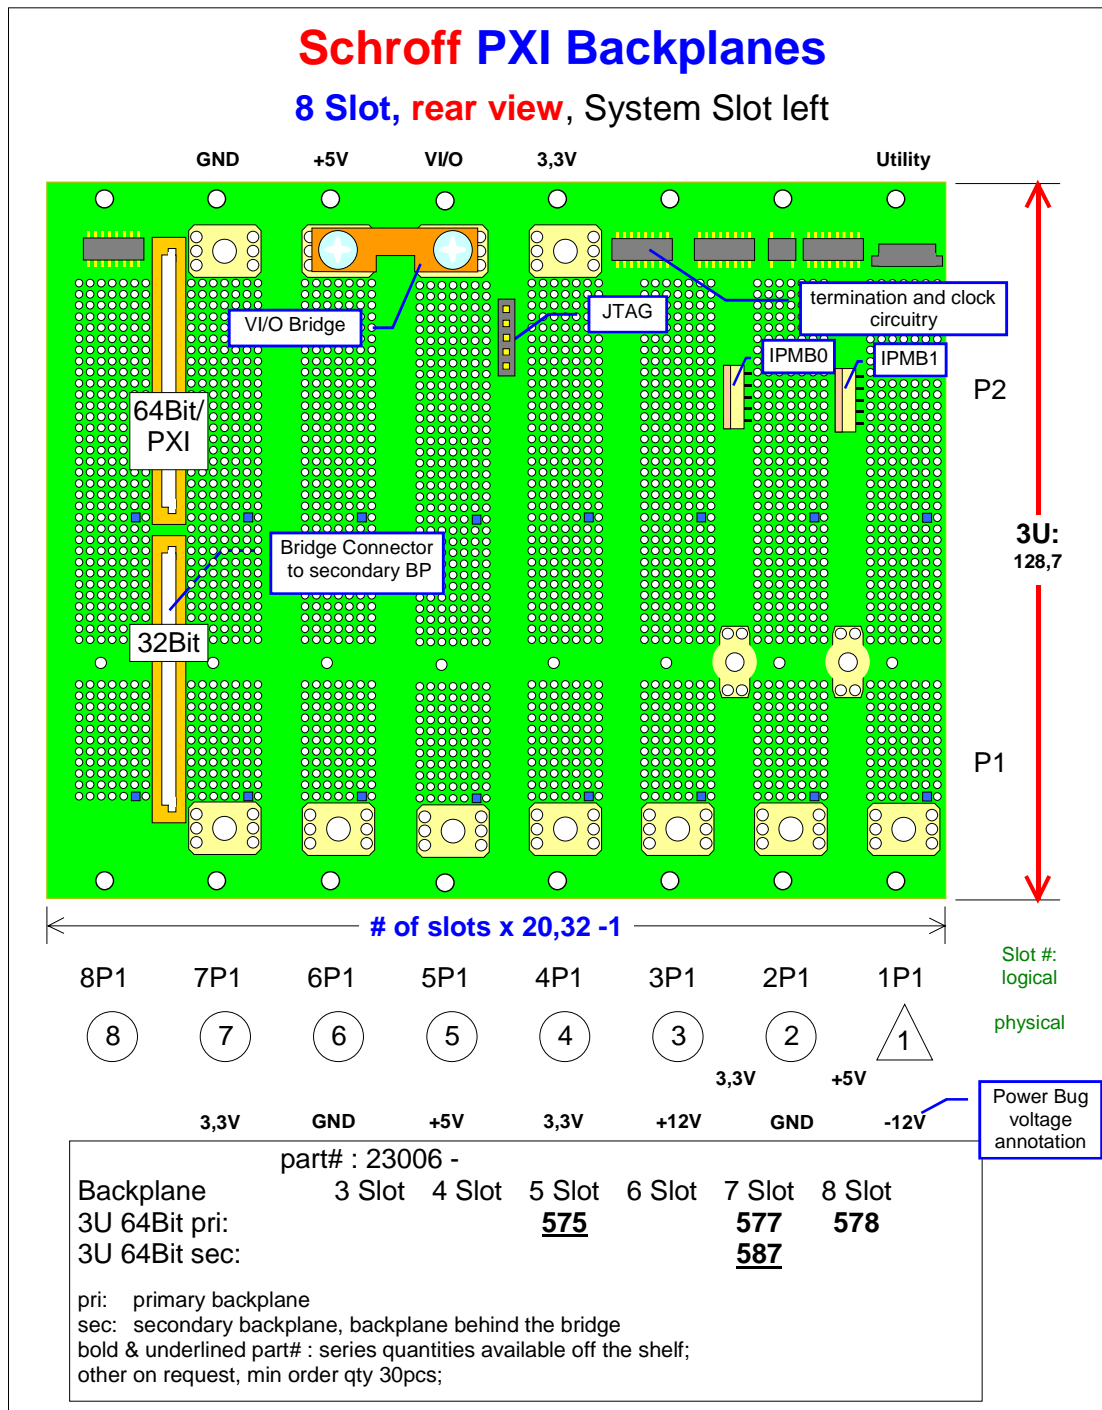 Schroff PXI Backplanes
8 Slot, rear view, System Slot left
GND +5V VI/O 3,3V Utility
termination and clock
circuitry
VI/O Bridge
JTAG
IPMB0 IPMB1
64Bit/
PXI
P2
3U:
128,7
Bridge Connector
to secondary BP
32Bit
P1
# of slots x 20,32 -1
Slot #:
logical
8P1 7P1 6P1 5P1 4P1 3P1 2P1 1P1
physical
8 7 6 5 4 3 2 1
3,3V +5V
3,3V GND +5V 3,3V +12V GND -12V
Power Bug
voltage
annotation
part# : 23006 -
Backplane 3 Slot 4 Slot 5 Slot 6 Slot 7 Slot 8 Slot
3U 64Bit pri: 575 577 578
3U 64Bit sec: 587
pri: primary backplane
sec: secondary backplane, backplane behind the bridge
bold & underlined part# : series quantities available off the shelf;
other on request, min order qty 30pcs;